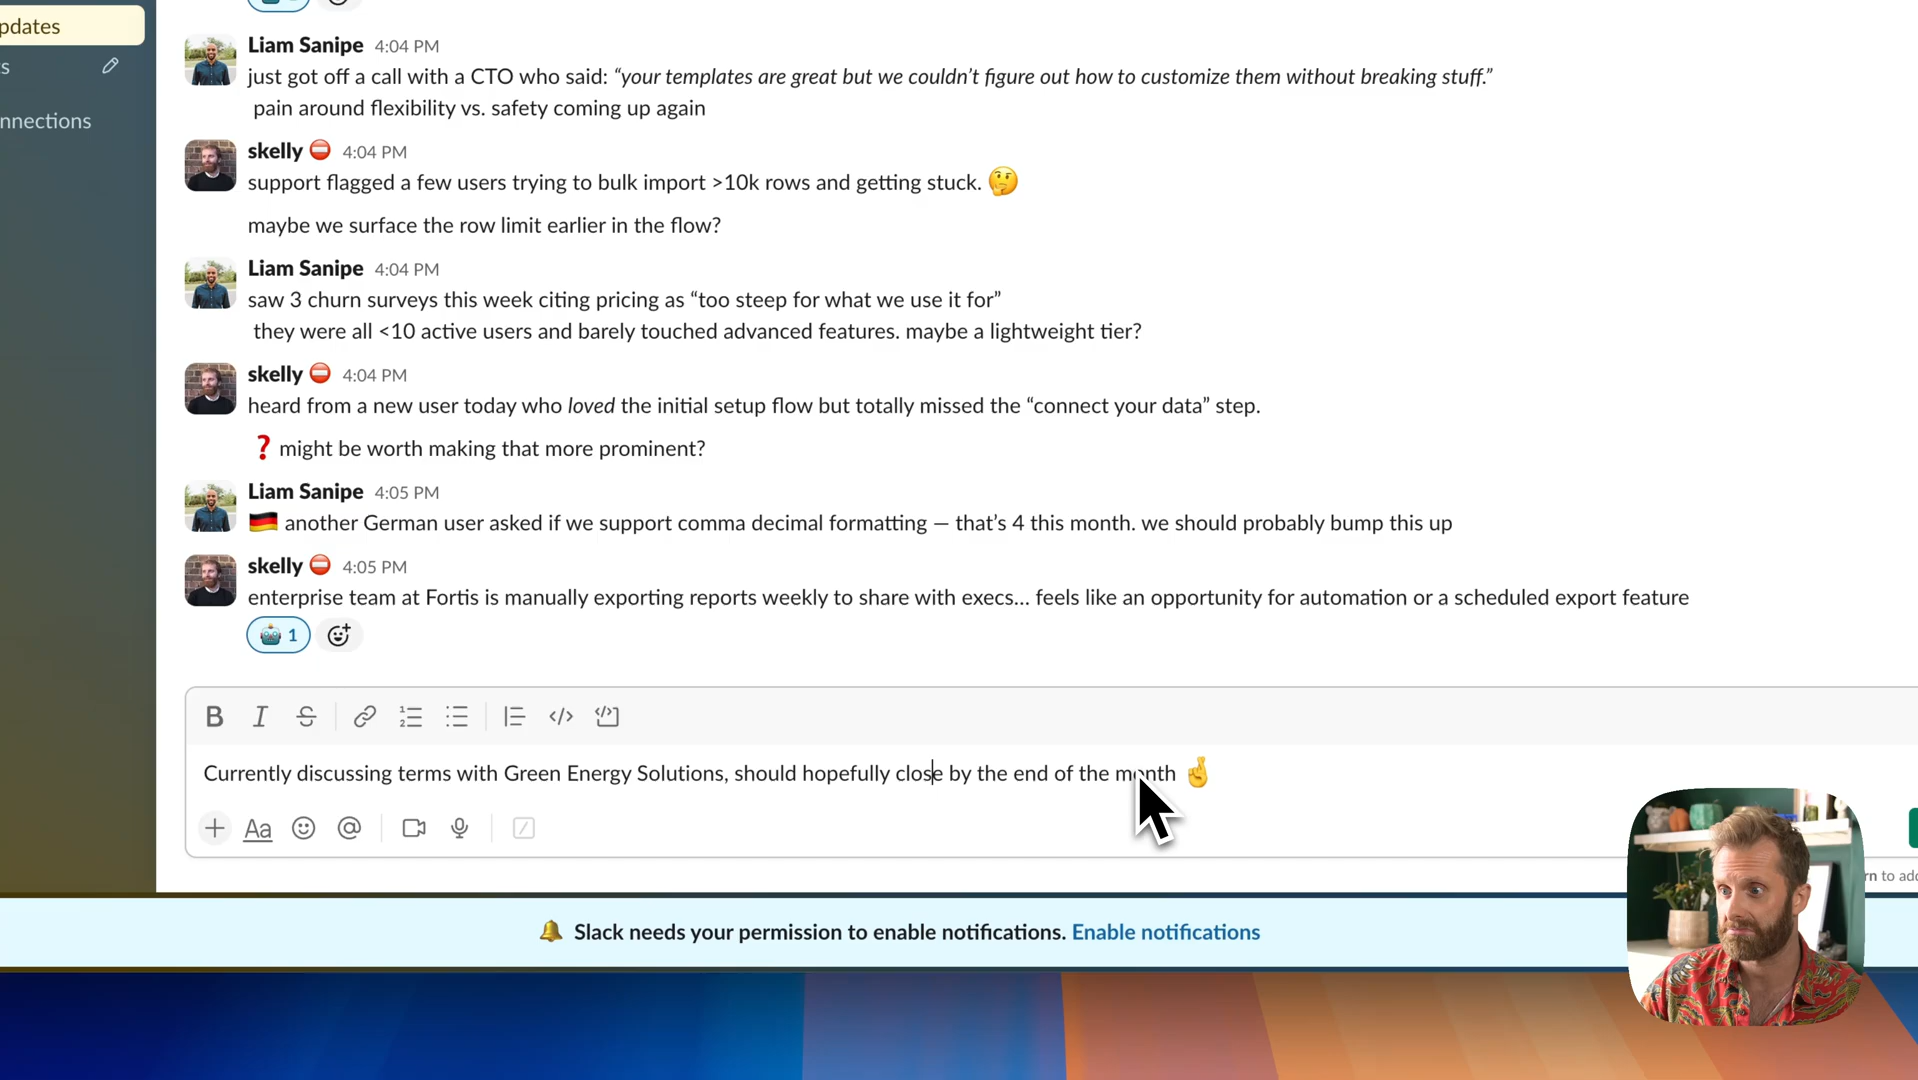 pdates
s
nnections
Liam Sanipe 4:04 PM
just got off a call with a CTO who said: “your templates are great but we couldn’t figure out how to customize them without breaking stuff.”
pain around flexibility vs. safety coming up again
skelly 4:04 PM
support flagged a few users trying to bulk import >10k rows and getting stuck. 🤔
maybe we surface the row limit earlier in the flow?
Liam Sanipe 4:04 PM
saw 3 churn surveys this week citing pricing as “too steep for what we use it for”
they were all <10 active users and barely touched advanced features. maybe a lightweight tier?
skelly 4:04 PM
heard from a new user today who loved the initial setup flow but totally missed the “connect your data” step.
❓ might be worth making that more prominent?
Liam Sanipe 4:05 PM
🇩🇪 another German user asked if we support comma decimal formatting — that’s 4 this month. we should probably bump this up
skelly 4:05 PM
enterprise team at Fortis is manually exporting reports weekly to share with execs... feels like an opportunity for automation or a scheduled export feature
🤖 1
Currently discussing terms with Green Energy Solutions, should hopefully close by the end of the month 🤞
Aa
rn to add
Slack needs your permission to enable notifications. Enable notifications